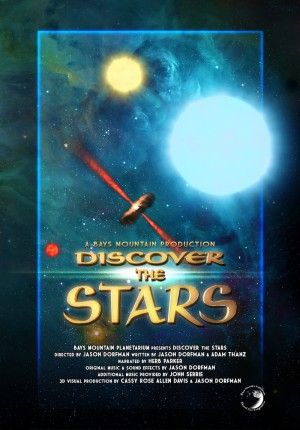 A BAYS MOUNTAIN PRODUCTION
DISCOVER
THE
STARS
BAYS MOUNTAIN PLANETARIUM PRESENTS DISCOVER THE STARS
DIRECTED BY JASON DORFMAN WRITTEN BY JASON DORFMAN & ADAM THANZ
NARRATED BY HERB PARKER
ORIGINAL MUSIC & SOUND EFFECTS BY JASON DORFMAN
ADDITIONAL MUSIC PROVIDED BY JOHN SERRIE
3D VISUAL PRODUCTION BY CASSY ROSE ALLEN DAVIS & JASON DORFMAN